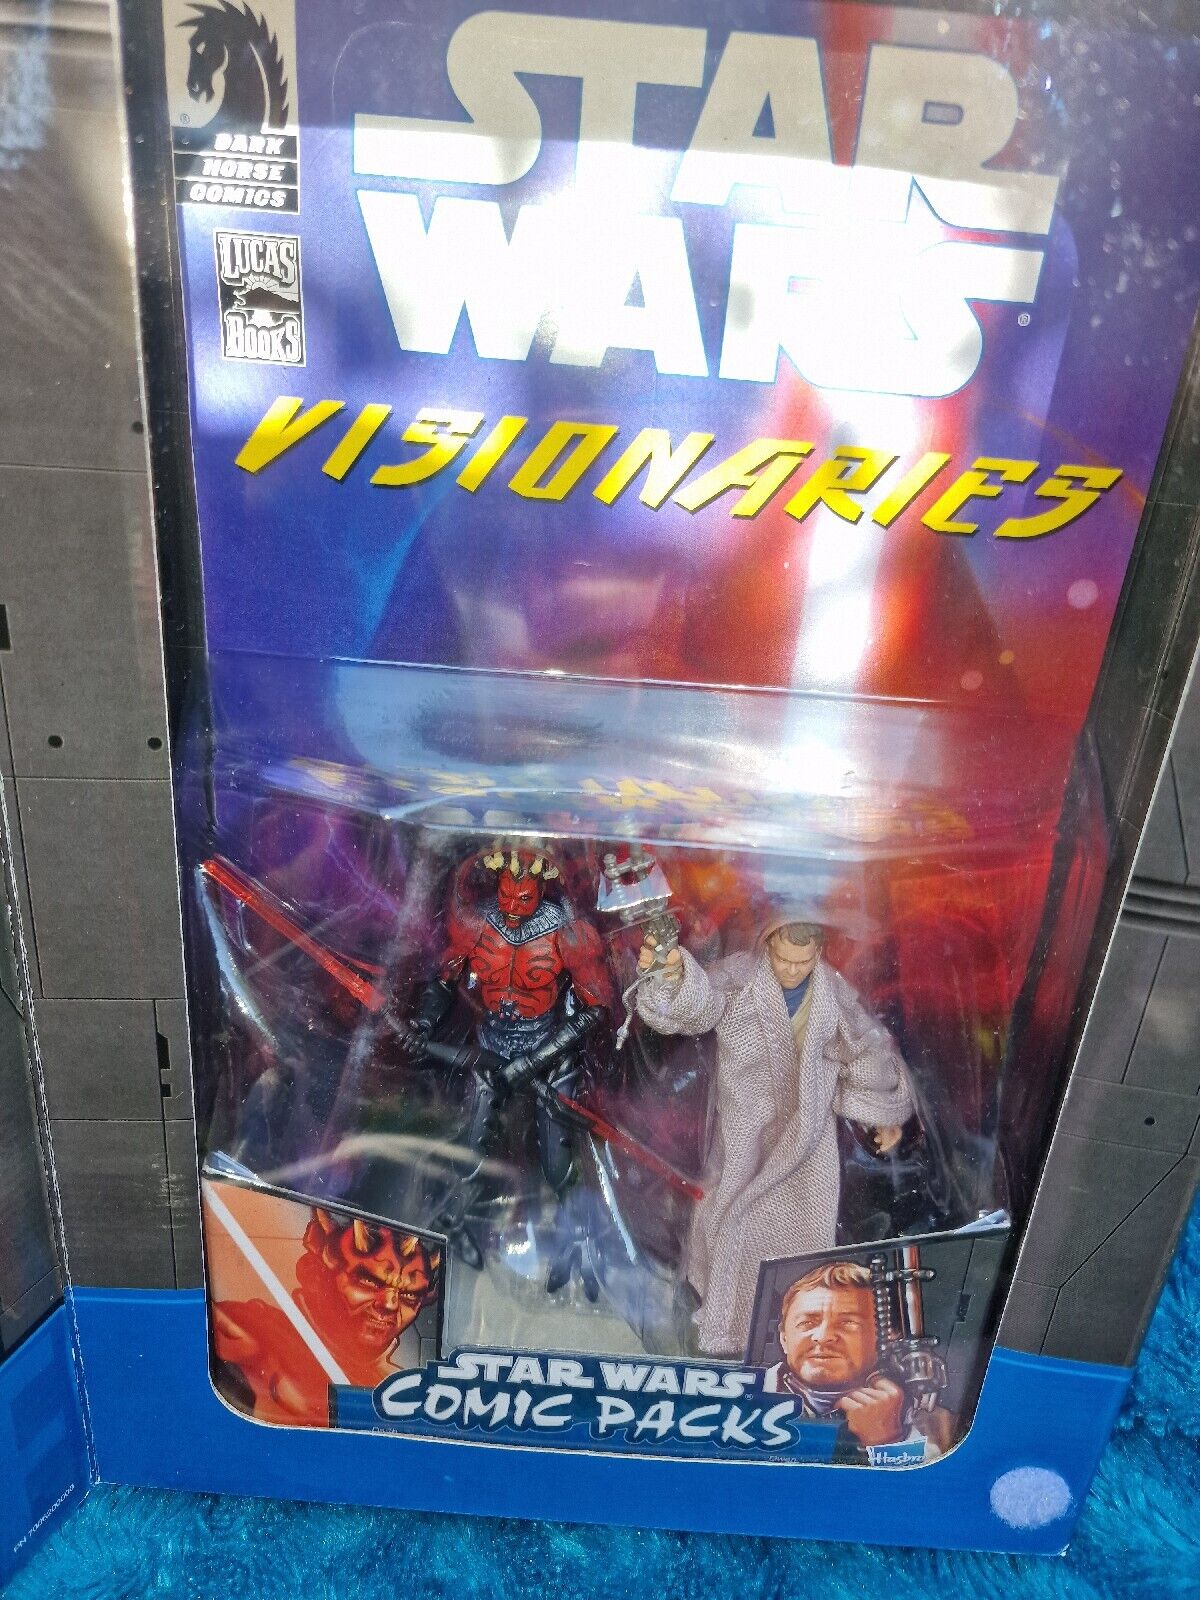 DARK
HORSE
COMICS
LUCAS
BOOKS
STAR
WARS
VISIONARIES
STAR WARS
COMIC PACKS
Hasbro